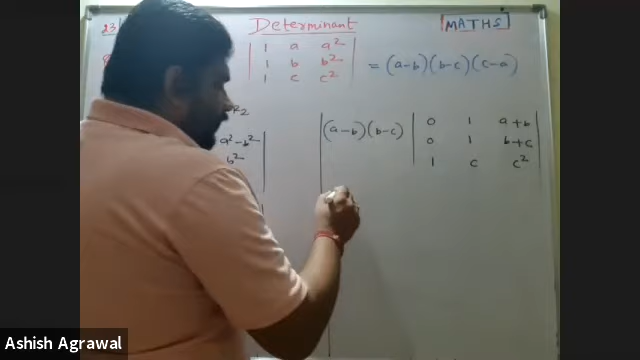 23
Determinant
MATHS
1 a a²
1 b b²
1 c c²
= (a-b)(b-c)(c-a)
R₂
a²-b²
b²
(a-b)(b-c)
0 1 a+b
0 1 b+c
1 c c²
Ashish Agrawal